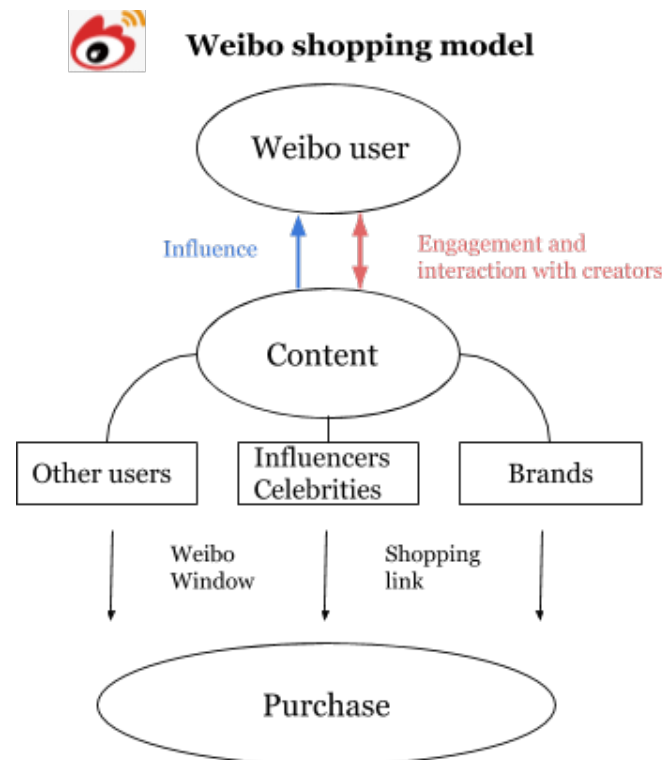 Weibo shopping model
Weibo user
Influence
Engagement and
interaction with creators
Content
Other users
Influencers
Celebrities
Brands
Weibo
Window
Shopping
link
Purchase